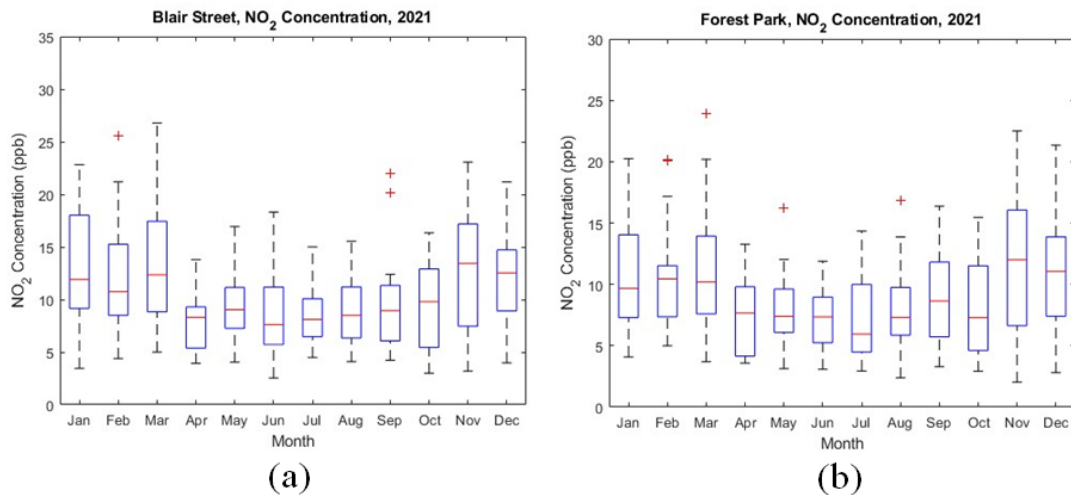 Blair Street, NO₂ Concentration, 2021
NO₂ Concentration (ppb)
35
30
25
20
15
10
5
0
Jan Feb Mar Apr May Jun Jul Aug Sep Oct Nov Dec
Month
(a)
Forest Park, NO₂ Concentration, 2021
NO₂ Concentration (ppb)
30
25
20
15
10
5
0
Jan Feb Mar Apr May Jun Jul Aug Sep Oct Nov Dec
Month
(b)